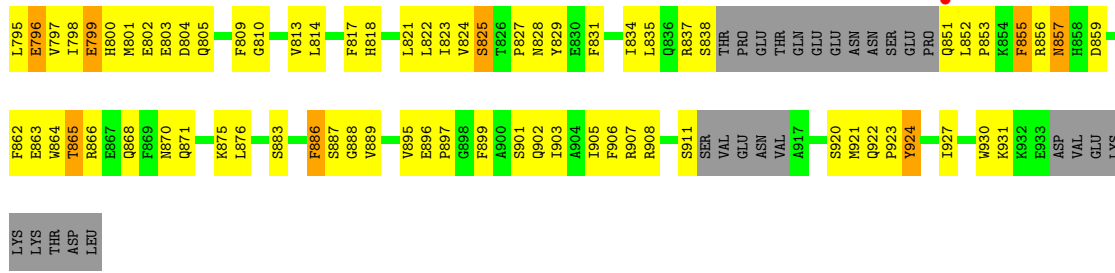 L795 E796 V797 I798 E799 H800 M801 E802 E803 D804 Q805 F809 G810 V813 L814 F817 H818 L821 L822 I823 V824 S825 T826 P827 N828 Y829 E830 F831 I834 L835 Q836 R837 S838 THR PRO GLU THR GLN GLU GLU ASN ASN SER GLU PRO Q851 L852 P853 K854 F855 R856 N857 H858 D859
F862 E863 W864 T865 R866 E867 Q868 F869 N870 Q871 K875 L876 S883 F886 S887 G888 V889 V895 E896 P897 G898 F899 A900 S901 Q902 I903 A904 I905 F906 R907 R908 S911 SER VAL GLU ASN VAL A917 S920 M921 Q922 P923 Y924 I927 W930 K931 K932 E933 ASP VAL GLU LYS
LYS LYS THR ASP LEU